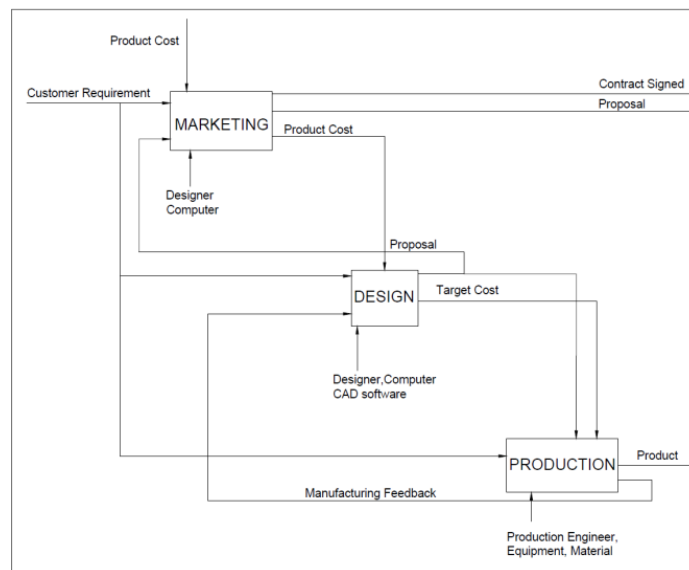 Product Cost
Customer Requirement
Contract Signed
Proposal
MARKETING
Product Cost
Designer
Computer
Proposal
DESIGN
Target Cost
Designer,Computer
CAD software
PRODUCTION
Product
Manufacturing Feedback
Production Engineer,
Equipment, Material